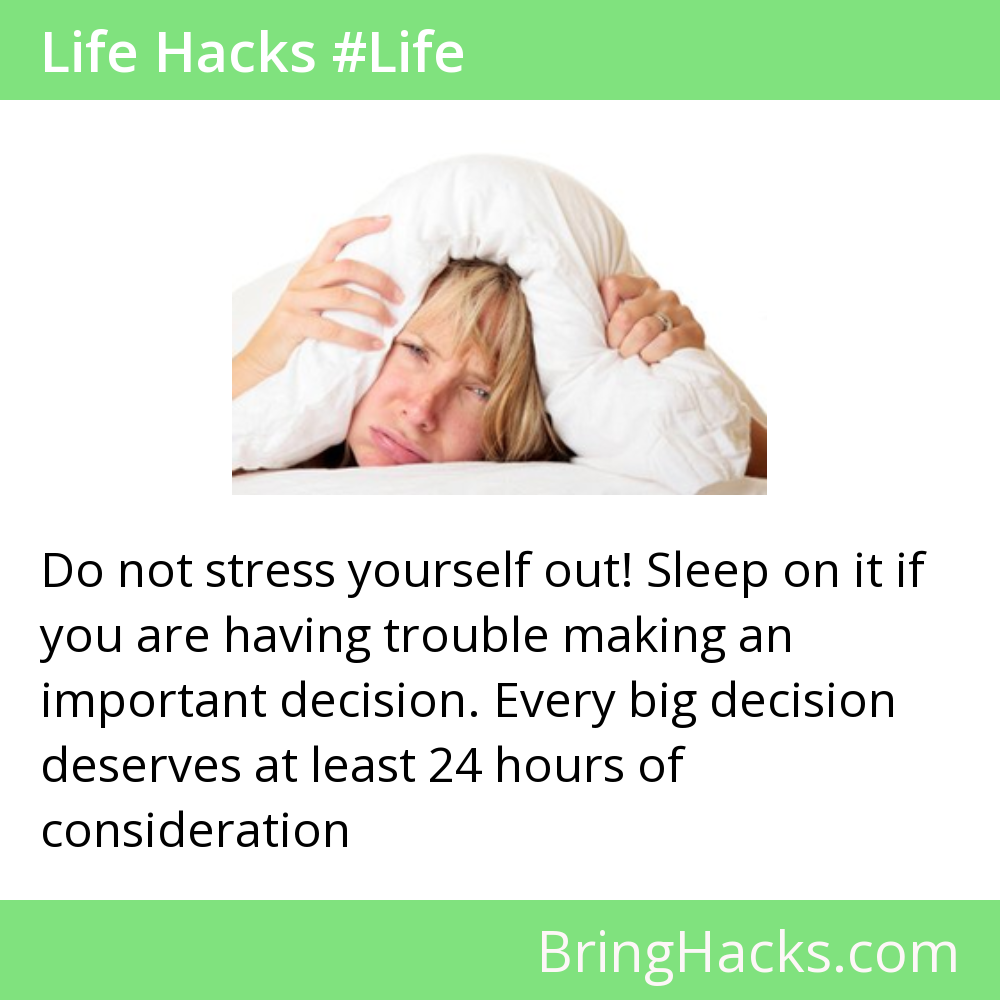 Life Hacks #Life
Do not stress yourself out! Sleep on it if
you are having trouble making an
important decision. Every big decision
deserves at least 24 hours of
consideration
BringHacks.com